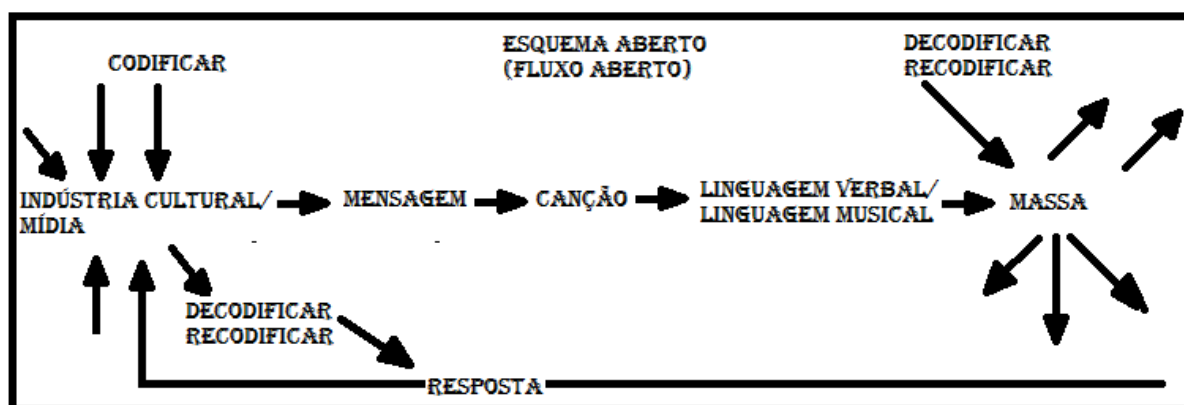 ESQUEMA ABERTO
(FLUXO ABERTO)
DECODIFICAR
RECODIFICAR
CODIFICAR
INDÚSTRIA CULTURAL/
MÍDIA
MENSAGEM
CANÇÃO
LINGUAGEM VERBAL/
LINGUAGEM MUSICAL
MASSA
DECODIFICAR
RECODIFICAR
RESPOSTA